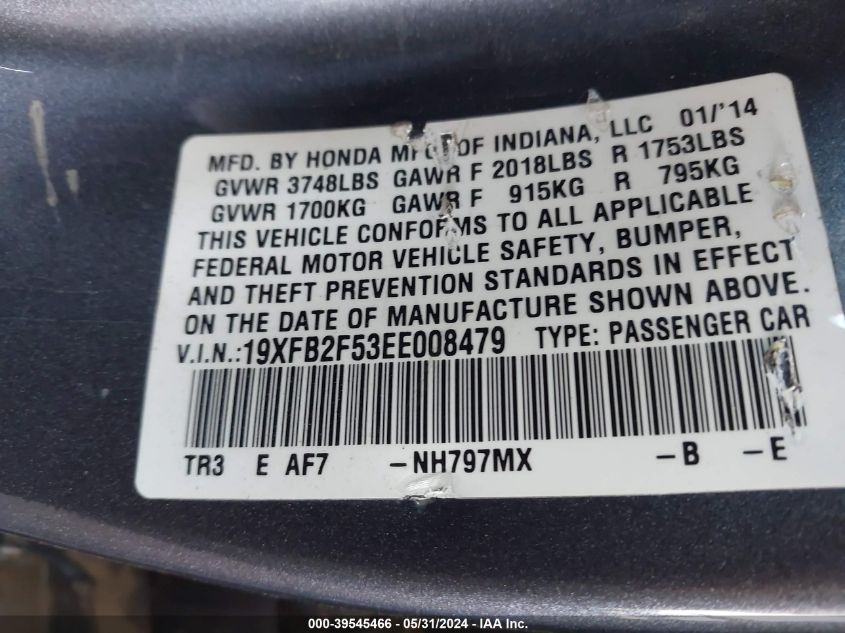 MFD. BY HONDA MFG OF INDIANA, LLC 01/'14
GVWR 3748LBS GAWR F 2018LBS R 1753LBS
GVWR 1700KG GAWR F 915KG R 795KG
THIS VEHICLE CONFORMS TO ALL APPLICABLE
FEDERAL MOTOR VEHICLE SAFETY, BUMPER,
AND THEFT PREVENTION STANDARDS IN EFFECT
ON THE DATE OF MANUFACTURE SHOWN ABOVE.
V.I.N.:19XFB2F53EE008479 TYPE: PASSENGER CAR
TR3 E AF7 -NH797MX -B -E
000-39545466 - 05/31/2024 - IAA Inc.